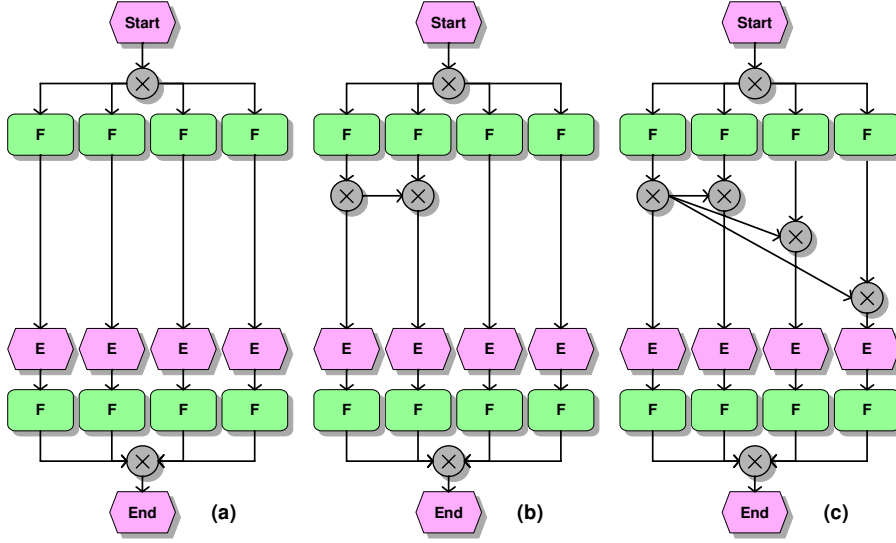 Start Start Start
F F F F F F F F F F F F
E E E E E E E E E E E E
F F F F F F F F F F F F
End (a) End (b) End (c)